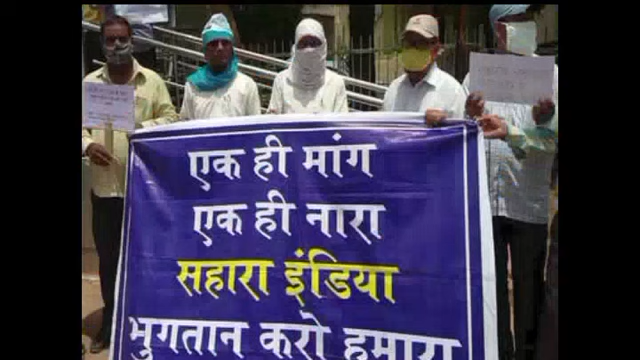 एक ही मांग
एक ही नारा
सहारा इंडिया
भुगतान करो हमारा